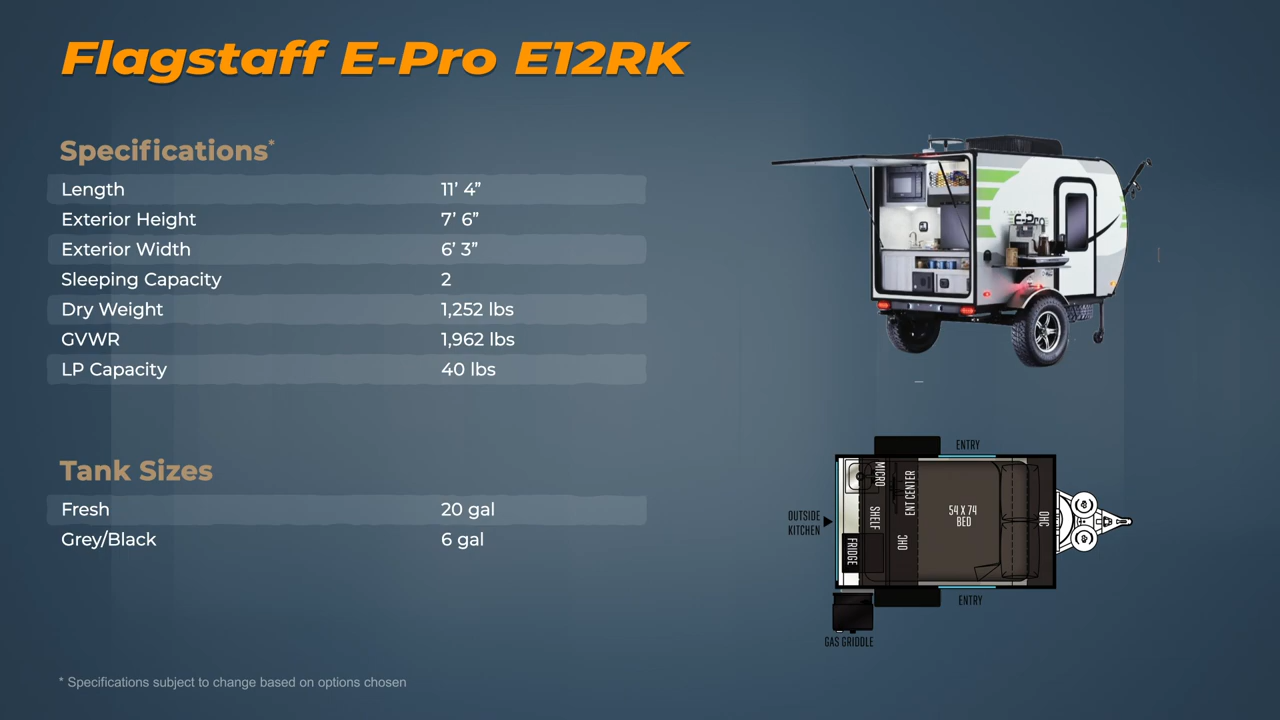 Flagstaff E-Pro E12RK
Specifications*
Length 11’ 4”
Exterior Height 7’ 6”
Exterior Width 6’ 3”
Sleeping Capacity 2
Dry Weight 1,252 lbs
GVWR 1,962 lbs
LP Capacity 40 lbs
E-Pro
Tank Sizes
Fresh 20 gal
Grey/Black 6 gal
ENTRY
MICRO
ENT CENTER
SHELF
OUTSIDE
KITCHEN
54 X 74
BED
OHC
OHC
FRIDGE
ENTRY
GAS GRIDDLE
* Specifications subject to change based on options chosen